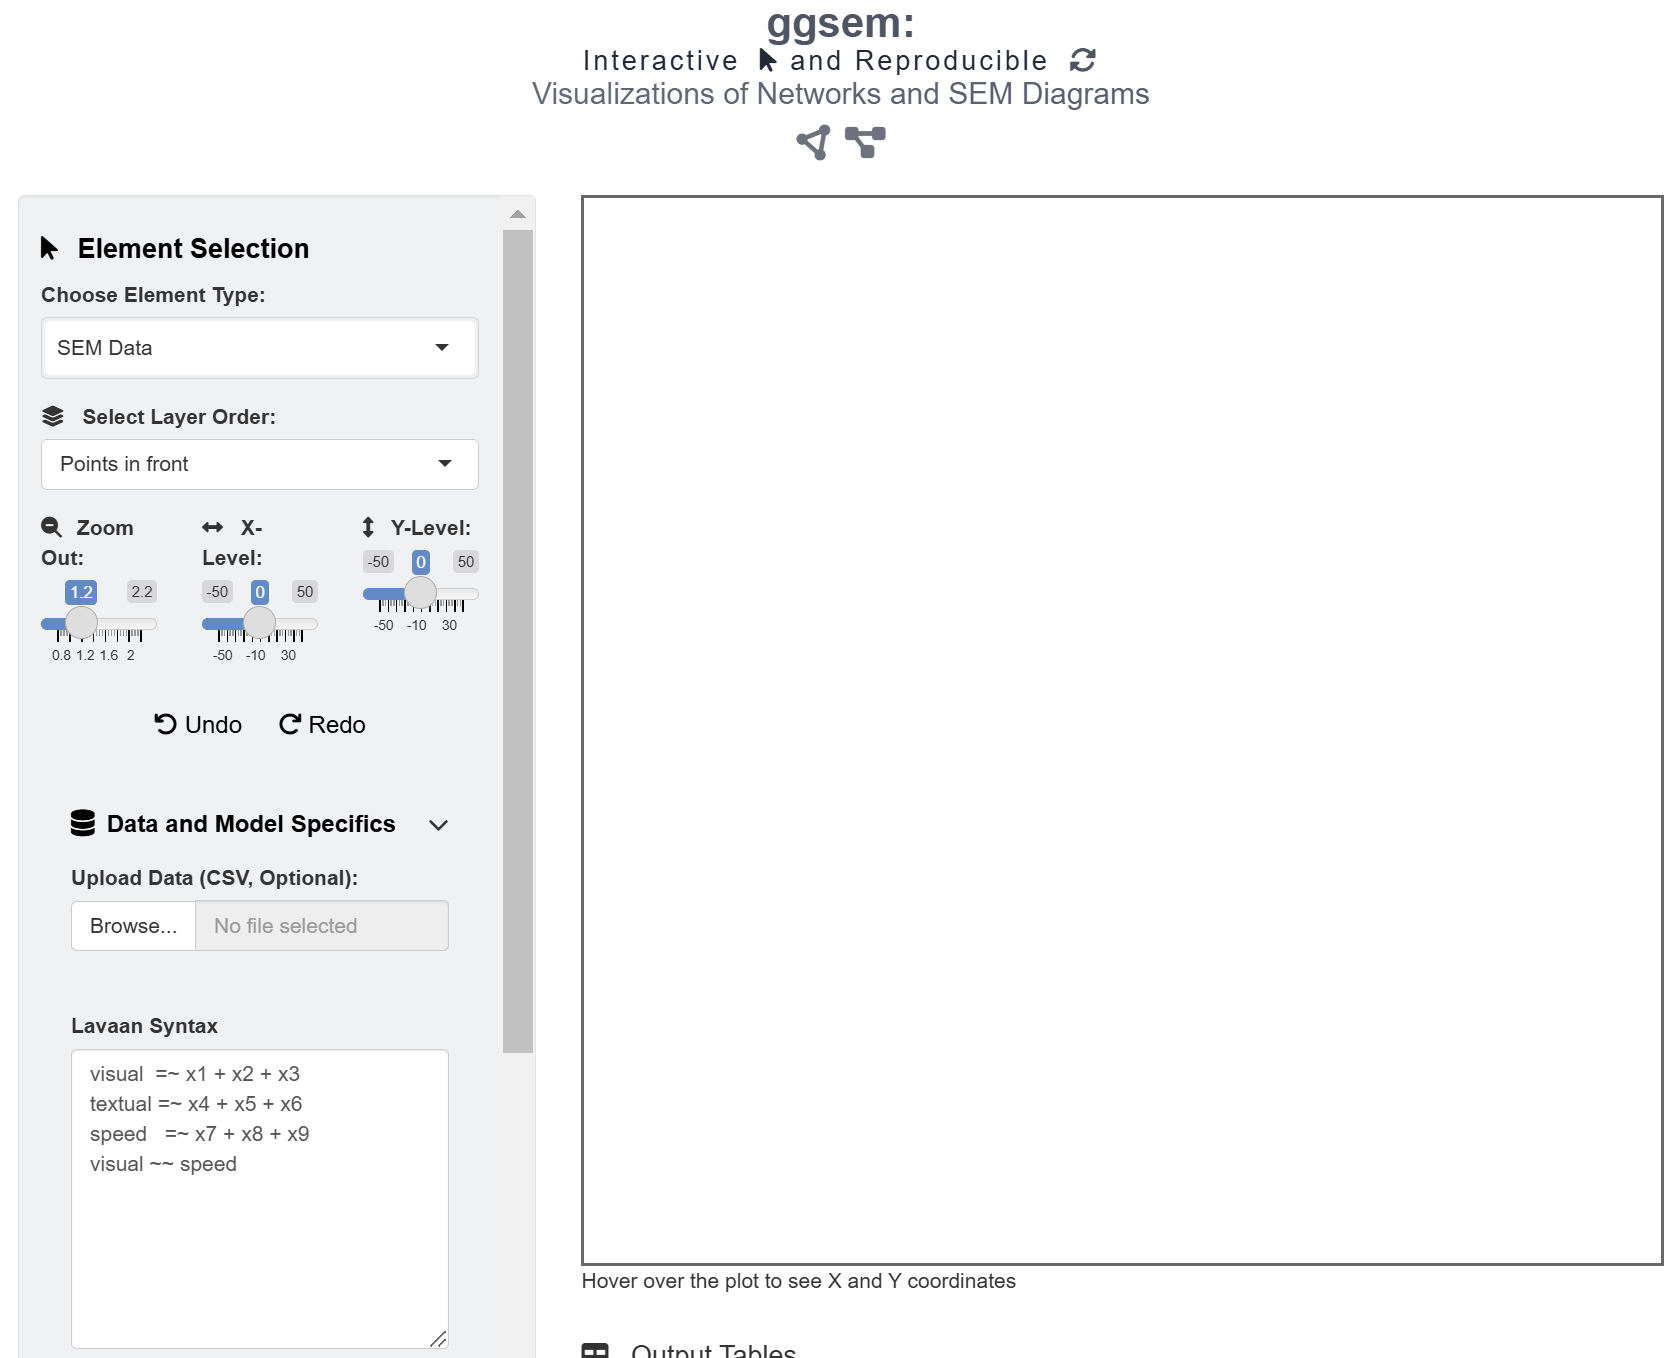 ggsem:
Interactive and Reproducible
Visualizations of Networks and SEM Diagrams
Element Selection
Choose Element Type:
SEM Data
Select Layer Order:
Points in front
Zoom Out:
1.2 2.2
0.8 1.2 1.6 2
X-Level:
-50 0 50
-50 -10 30
Y-Level:
-50 0 50
-50 -10 30
Undo Redo
Data and Model Specifics
Upload Data (CSV, Optional):
Browse... No file selected
Lavaan Syntax
visual =~ x1 + x2 + x3
textual =~ x4 + x5 + x6
speed =~ x7 + x8 + x9
visual ~~ speed
Hover over the plot to see X and Y coordinates
Output Tables